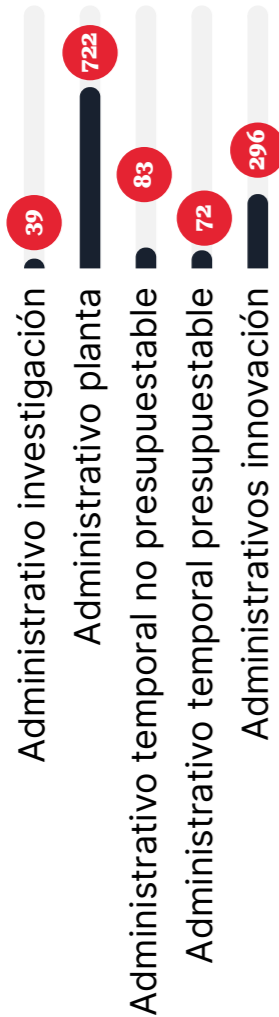 Administrativo investigación
39
Administrativo planta
722
Administrativo temporal no presupuestable
83
Administrativo temporal presupuestable
72
Administrativos innovación
296